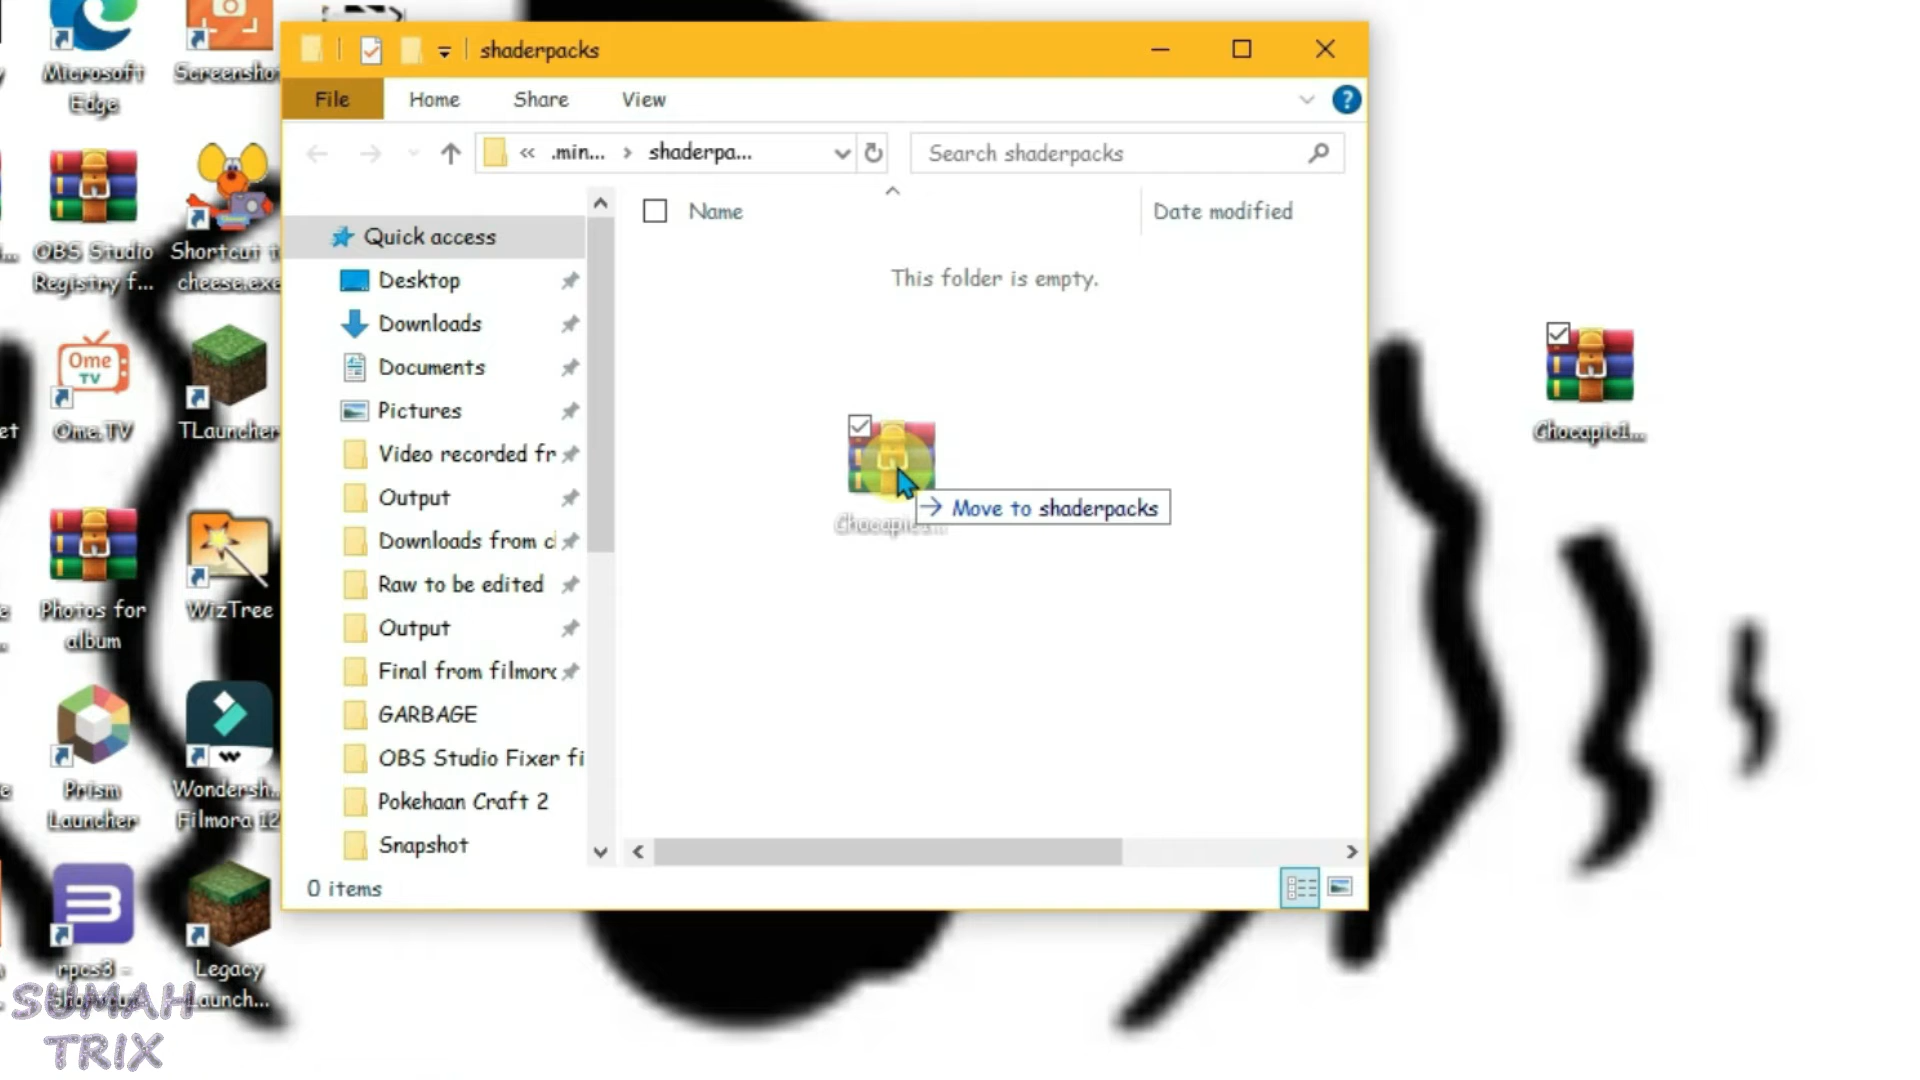 shaderpacks
File
Home
Share
View
?
.min...
shaderpa...
Search shaderpacks
Name
Date modified
This folder is empty.
Quick access
Desktop
Downloads
Documents
Pictures
Video recorded fr
Output
Downloads from cl
Raw to be edited
Output
Final from filmora
GARBAGE
OBS Studio Fixer fi
Pokehaan Craft 2
Snapshot
0 items
Move to shaderpacks
Chocapic1...
Microsoft
Edge
Screensho
OBS Studio
Registry f...
Shortcut t
cheese.exe
Ome
TV
Ome.TV
TLauncher
Photos for
album
WizTree
Prism
Launcher
Wondersh...
Filmora 12
rpcs3 -
Legacy
Launch...
SUMAH
TRIX